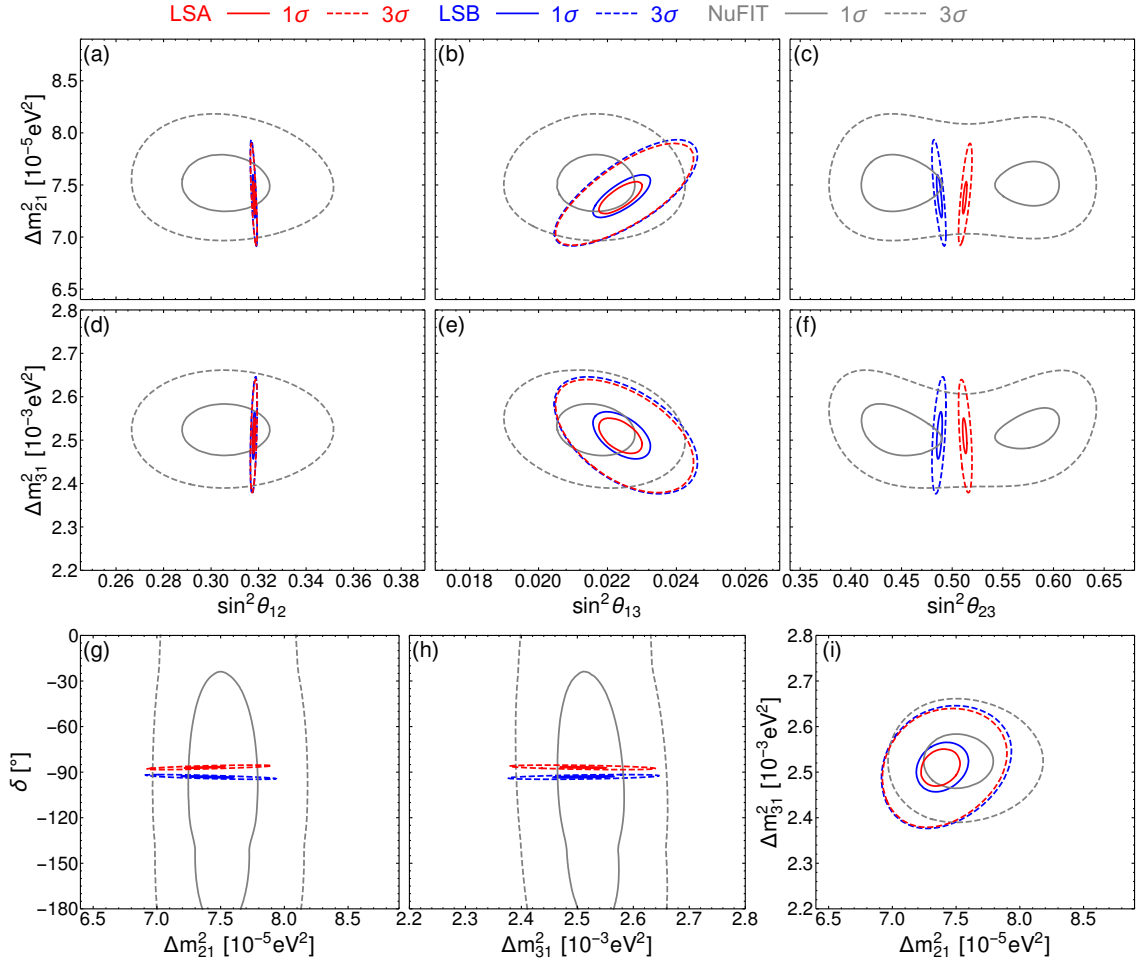 LSA 1σ 3σ LSB 1σ 3σ NuFIT 1σ 3σ
(a) (b) (c)
8.5
8.0
7.5
7.0
6.5
Δm²₂₁ [10⁻⁵eV²]
(d) (e) (f)
2.8
2.7
2.6
2.5
2.4
2.3
2.2
Δm²₃₁ [10⁻³eV²]
0.26 0.28 0.30 0.32 0.34 0.36 0.38 0.018 0.020 0.022 0.024 0.026 0.35 0.40 0.45 0.50 0.55 0.60 0.65
sin²θ₁₂ sin²θ₁₃ sin²θ₂₃
(g) (h) (i)
0
−30
−60
−90
−120
−150
−180
δ [°]
2.8
2.7
2.6
2.5
2.4
2.3
2.2
Δm²₃₁ [10⁻³eV²]
6.5 7.0 7.5 8.0 8.5 2.2 2.3 2.4 2.5 2.6 2.7 2.8 6.5 7.0 7.5 8.0 8.5
Δm²₂₁ [10⁻⁵eV²] Δm²₃₁ [10⁻³eV²] Δm²₂₁ [10⁻⁵eV²]